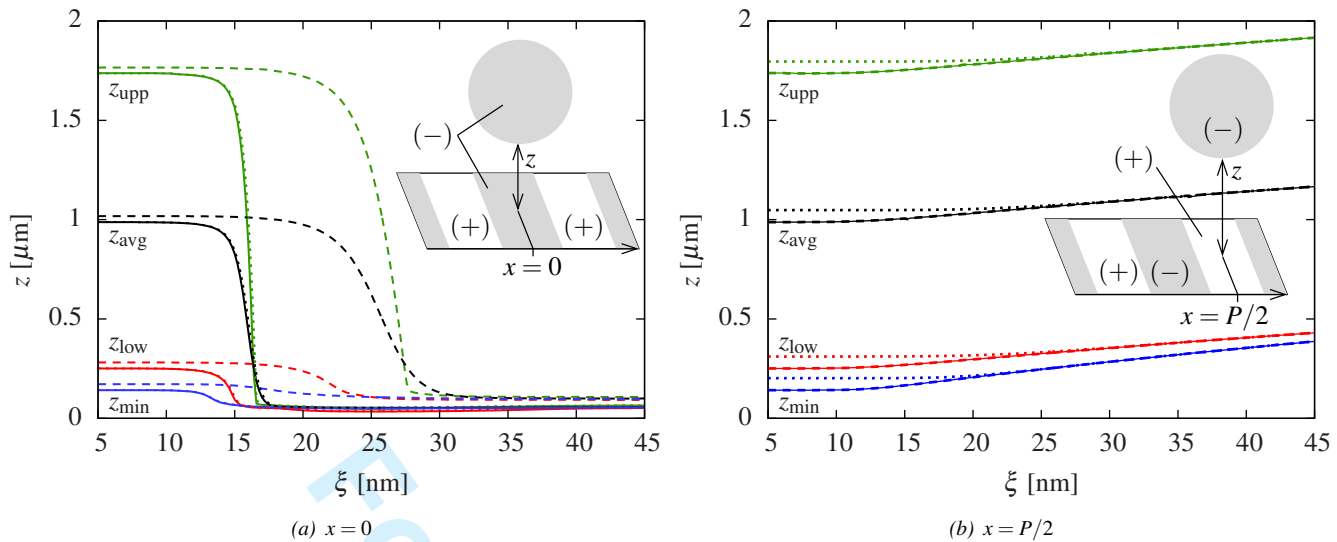 2
1.5
1
0.5
0
z [μm]
5 10 15 20 25 30 35 40 45
ξ [nm]
z_upp
z_avg
z_low
z_min
(−)
z
(+) (+)
x = 0
(a) x = 0
2
1.5
1
0.5
0
z [μm]
5 10 15 20 25 30 35 40 45
ξ [nm]
z_upp
z_avg
z_low
z_min
(−)
(+)
z
(+) (−)
x = P/2
(b) x = P/2